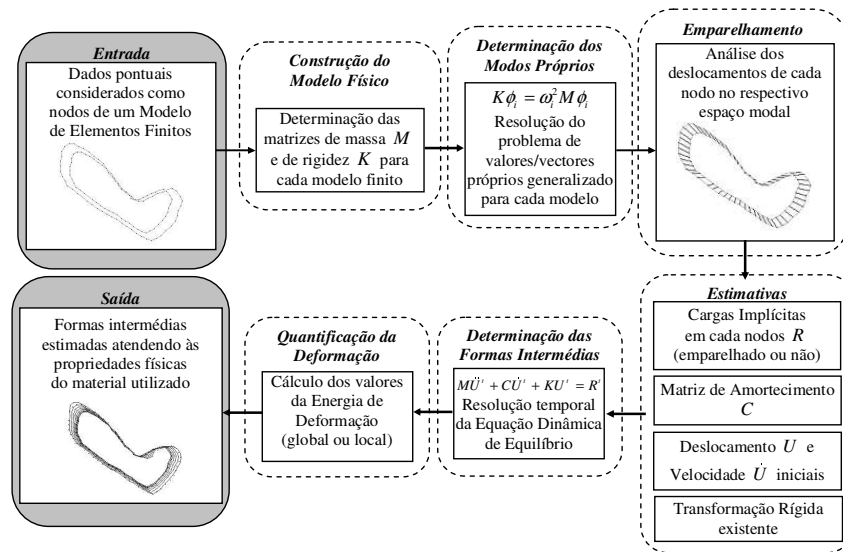 Entrada
Dados pontuais
considerados como
nodos de um Modelo
de Elementos Finitos
Construção do
Modelo Físico
Determinação das
matrizes de massa M
e de rigidez K para
cada modelo finito
Determinação dos
Modos Próprios
Kϕᵢ = ωᵢ²Mϕᵢ
Resolução do
problema de
valores/vectores
próprios generalizado
para cada modelo
Emparelhamento
Análise dos
deslocamentos de cada
nodo no respectivo
espaço modal
Estimativas
Cargas Implícitas
em cada nodos R
(emparelhado ou não)
Matriz de Amortecimento
C
Deslocamento U e
Velocidade U̇ iniciais
Transformação Rígida
existente
Determinação das
Formas Intermédias
MÜᵗ + CU̇ᵗ + KUᵗ = Rᵗ
Resolução temporal
da Equação Dinâmica
de Equilíbrio
Quantificação da
Deformação
Cálculo dos valores
da Energia de
Deformação
(global ou local)
Saída
Formas intermédias
estimadas atendendo às
propriedades físicas
do material utilizado